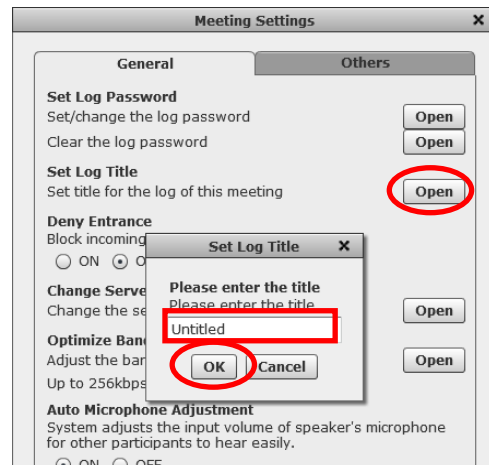 Meeting Settings x
General Others
Set Log Password
Set/change the log password Open
Clear the log password Open
Set Log Title
Set title for the log of this meeting Open
Deny Entrance
Block incoming
ON
Set Log Title x
Please enter the title
Please enter the title
Untitled
OK Cancel
Change Serve
Change the se Open
Optimize Ban
Adjust the bar Open
Up to 256kbps
Auto Microphone Adjustment
System adjusts the input volume of speaker's microphone
for other participants to hear easily.
ON OFF